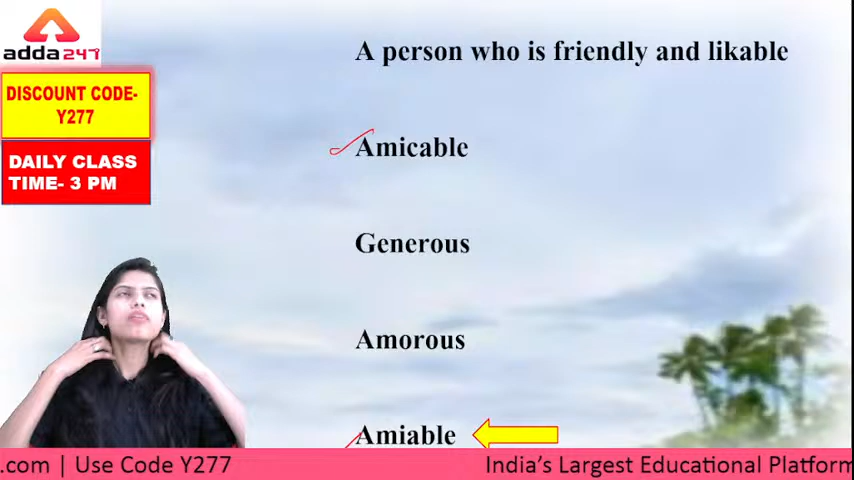 adda247
DISCOUNT CODE-
Y277
DAILY CLASS
TIME- 3 PM
A person who is friendly and likable
Amicable
Generous
Amorous
Amiable
.com | Use Code Y277
India's Largest Educational Platform